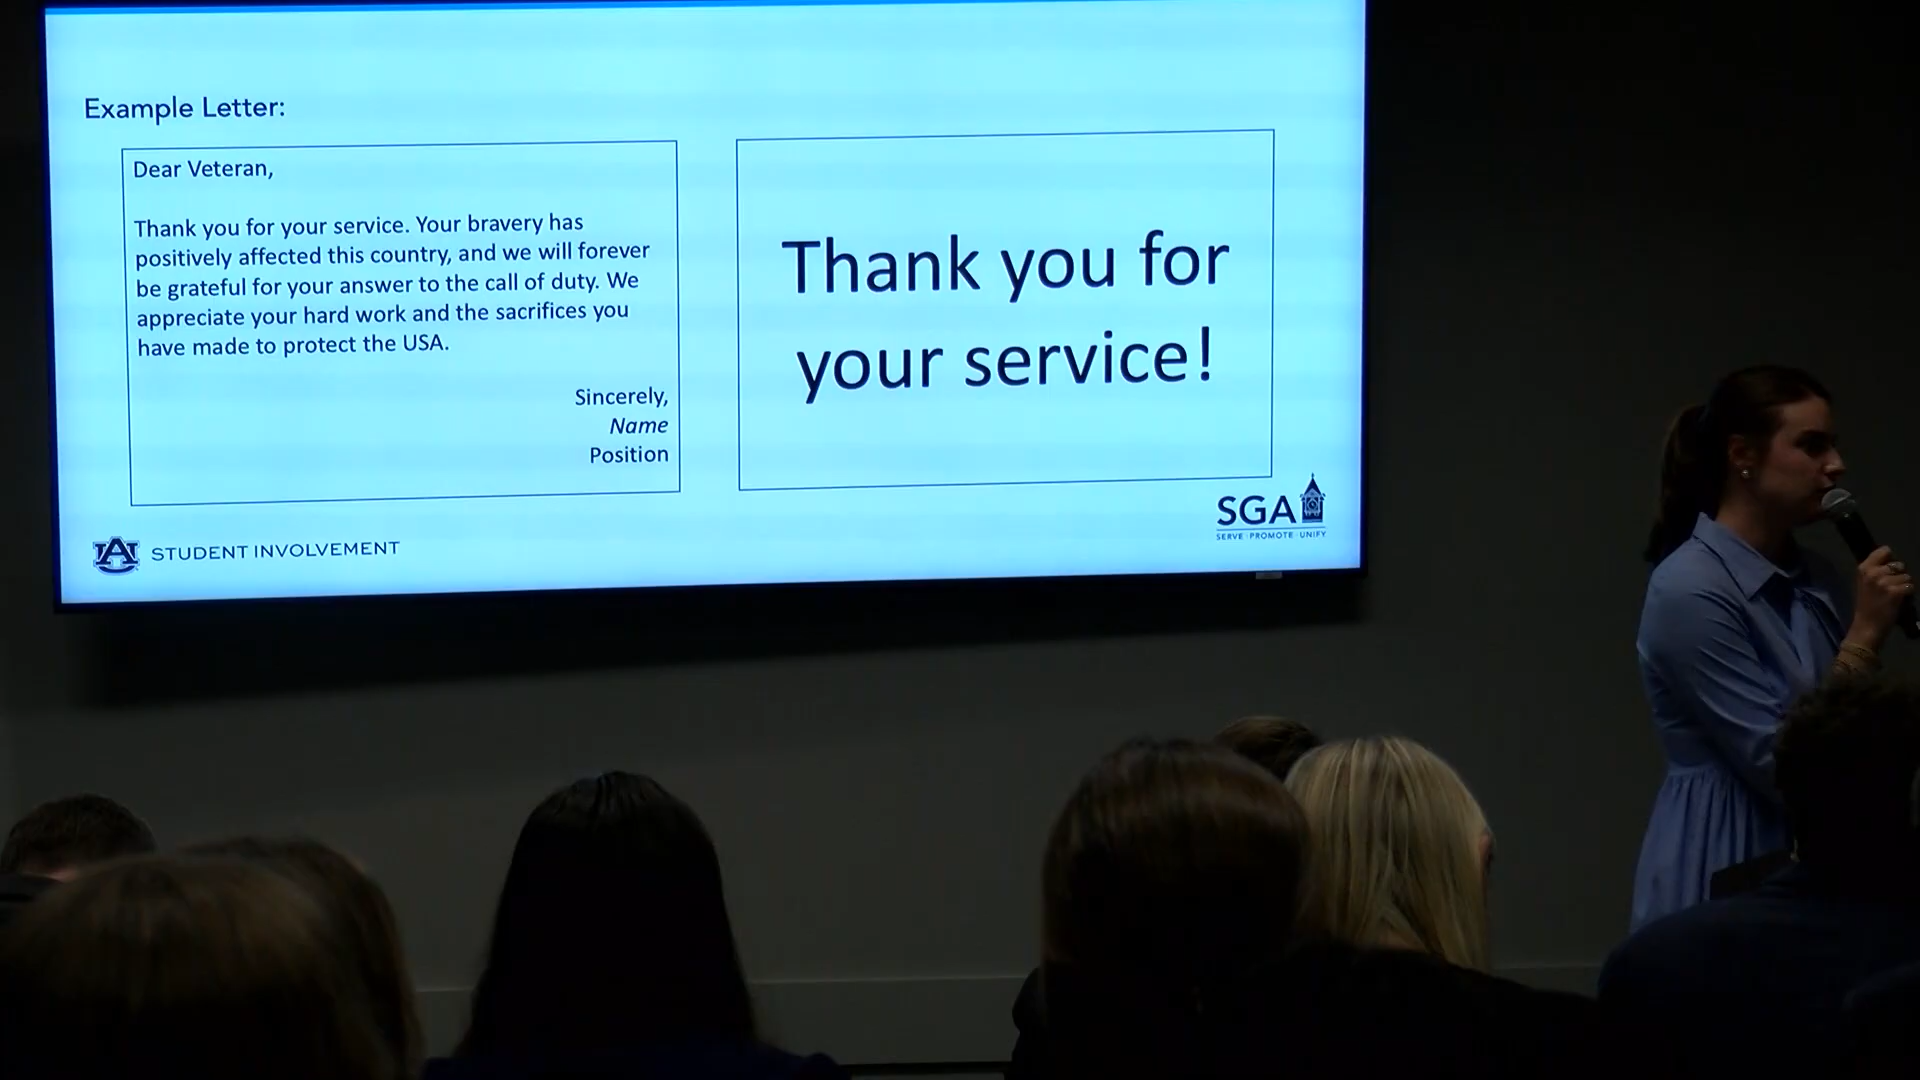 Example Letter:
Dear Veteran,
Thank you for your service. Your bravery has
positively affected this country, and we will forever
be grateful for your answer to the call of duty. We
appreciate your hard work and the sacrifices you
have made to protect the USA.
Sincerely,
Name
Position
Thank you for
your service!
AU STUDENT INVOLVEMENT
SGA
SERVE PROMOTE UNIFY